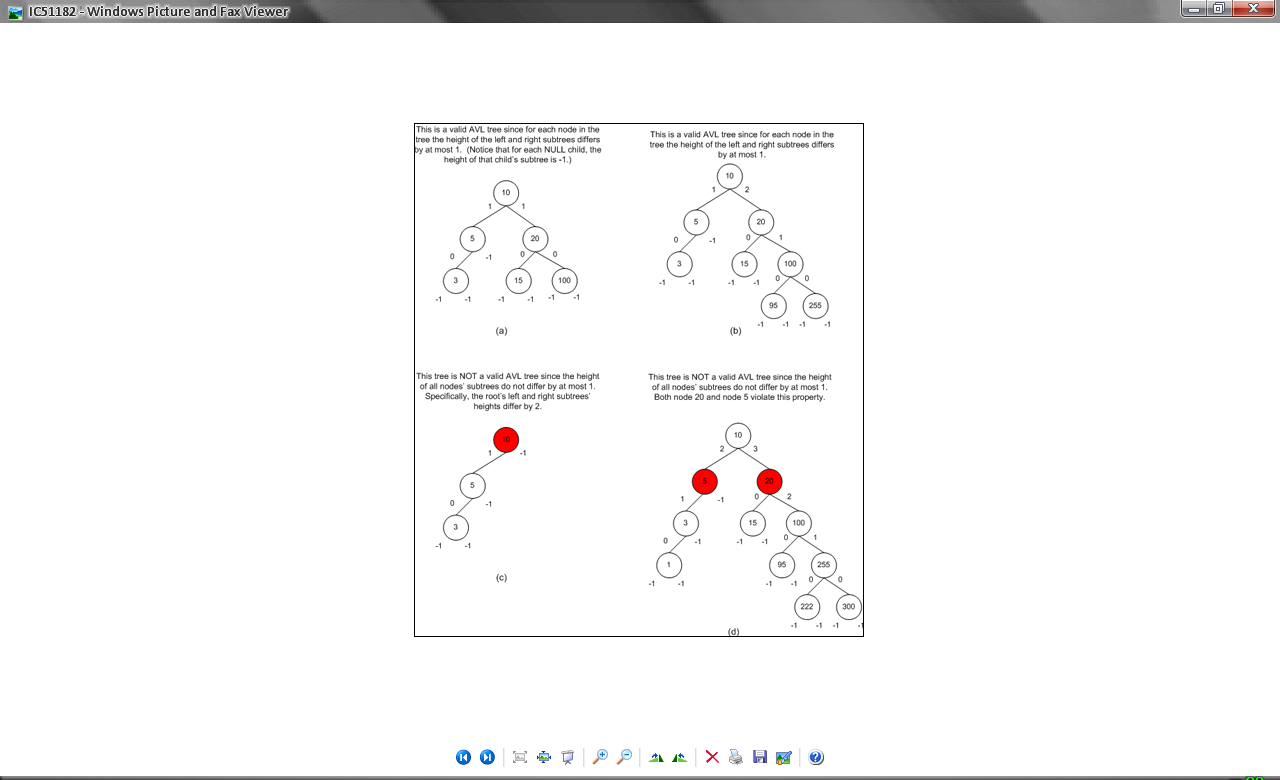 IC51182 - Windows Picture and Fax Viewer
This is a valid AVL tree since for each node in the
tree the height of the left and right subtrees differs
by at most 1.  (Notice that for each NULL child, the
height of that child's subtree is -1.)
10
1 1
5 20
0 -1 0 0
3 15 100
-1 -1 -1 -1 -1 -1
(a)
This is a valid AVL tree since for each node in the
tree the height of the left and right subtrees differs
by at most 1.
10
1 2
5 20
0 -1 0 1
3 15 100
-1 -1 -1 -1 0 0
95 255
-1 -1 -1 -1
(b)
This tree is NOT a valid AVL tree since the height
of all nodes' subtrees do not differ by at most 1.
Specifically, the root's left and right subtrees'
heights differ by 2.
10
1 -1
5
0 -1
3
-1 -1
(c)
This tree is NOT a valid AVL tree since the height
of all nodes' subtrees do not differ by at most 1.
Both node 20 and node 5 violate this property.
10
2 3
5 20
1 -1 0 2
3 15 100
0 -1 -1 -1 0 1
1 95 255
-1 -1 -1 -1 0 0
222 300
-1 -1 -1 -1
(d)